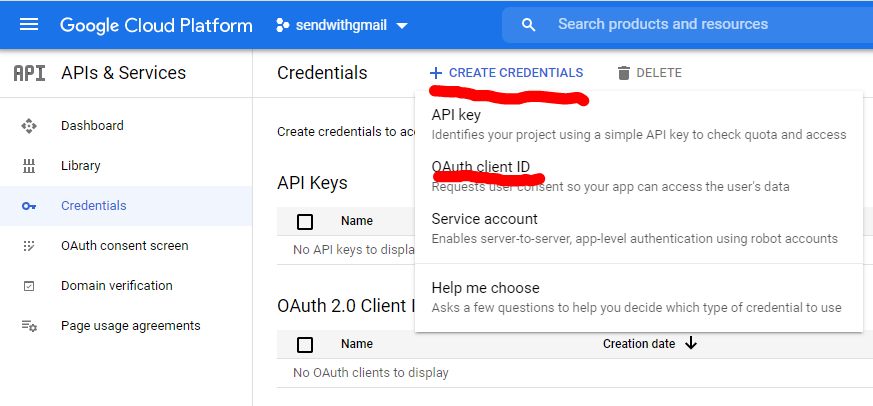 Google Cloud Platform
sendwithgmail
Search products and resources
API
APIs & Services
Credentials
+ CREATE CREDENTIALS
DELETE
Dashboard
Library
Credentials
OAuth consent screen
Domain verification
Page usage agreements
Create credentials to acc
API key
Identifies your project using a simple API key to check quota and access
OAuth client ID
Requests user consent so your app can access the user's data
Service account
Enables server-to-server, app-level authentication using robot accounts
Help me choose
Asks a few questions to help you decide which type of credential to use
API Keys
Name
No API keys to displa
OAuth 2.0 Client I
Name
Creation date
No OAuth clients to display